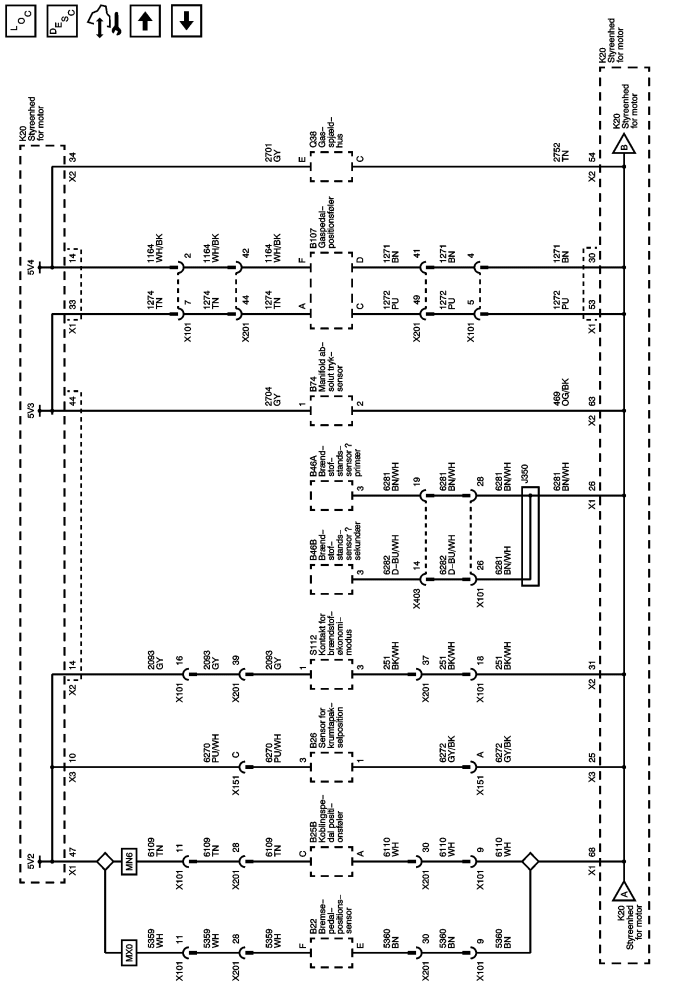 LOC
DESC
K20
Styreenhed
for motor
5V4
5V3
5V2
34
X2
14
33
X1
44
14
X2
10
X3
47
X1
MN6
MX0
2701
GY
E
Q38
Gas–
spjæld–
hus
C
2752
TN
54
X2
1164
WH/BK
2
1164
WH/BK
42
1164
WH/BK
F
B107
Gaspedal–
positionsføler
D
1271
BN
41
1271
BN
4
1271
BN
30
1274
TN
7
X101
1274
TN
44
X201
1274
TN
A
C
1272
PU
49
X201
1272
PU
5
X101
1272
PU
53
X1
2704
GY
1
B74
Manifold ab–
solut tryk–
sensor
2
469
OG/BK
63
X2
B46A
Brænd–
stof–
stands–
sensor ?
primær
3
6281
BN/WH
19
6281
BN/WH
28
6281
BN/WH
J350
6281
BN/WH
26
X1
B46B
Brænd–
stof–
stands–
sensor ?
sekundær
3
6282
D–BU/WH
14
X403
6282
D–BU/WH
26
X101
6281
BN/WH
2093
GY
16
X101
2093
GY
39
X201
2093
GY
1
S112
Kontakt for
brændstof–
økonomi–
modus
3
251
BK/WH
37
X201
251
BK/WH
18
X101
251
BK/WH
31
X2
6270
PU/WH
C
X151
6270
PU/WH
3
B26
Sensor for
krumtapak–
selposition
1
6272
GY/BK
A
X151
6272
GY/BK
25
X3
6109
TN
11
X101
6109
TN
28
X201
6109
TN
C
B25B
Koblingspe–
dal positi–
onsføler
A
6110
WH
30
X201
6110
WH
9
X101
6110
WH
68
X1
5359
WH
11
X101
5359
WH
28
X201
5359
WH
F
B22
Bremse–
pedal–
positions–
sensor
E
5360
BN
30
X201
5360
BN
9
X101
5360
BN
K20
Styreenhed
for motor
B
K20
Styreenhed
for motor
A
K20
Styreenhed
for motor